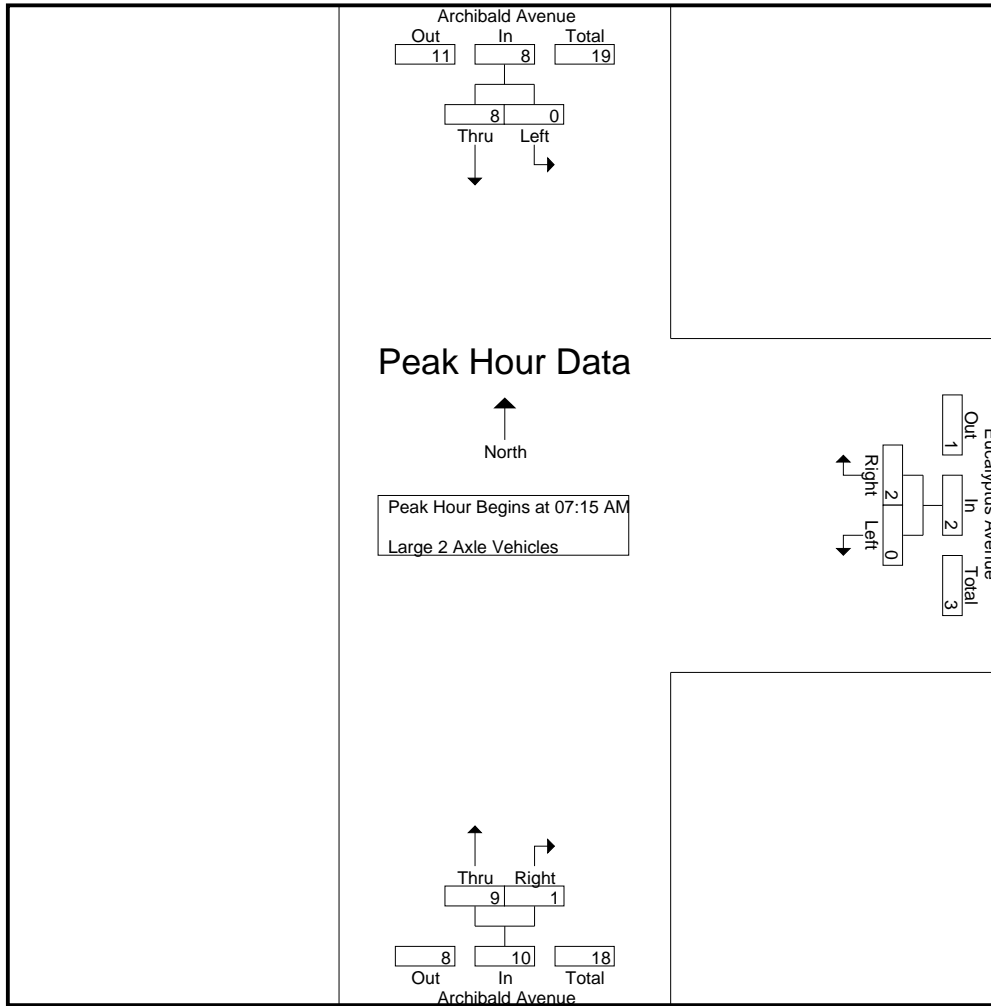 Archibald Avenue
Out In Total
11 8 19
8 0
Thru Left
Peak Hour Data
North
Peak Hour Begins at 07:15 AM
Large 2 Axle Vehicles
Eucalyptus Avenue
Out In Total
1 2 3
2 0
Right Left
Thru Right
9 1
8 10 18
Out In Total
Archibald Avenue